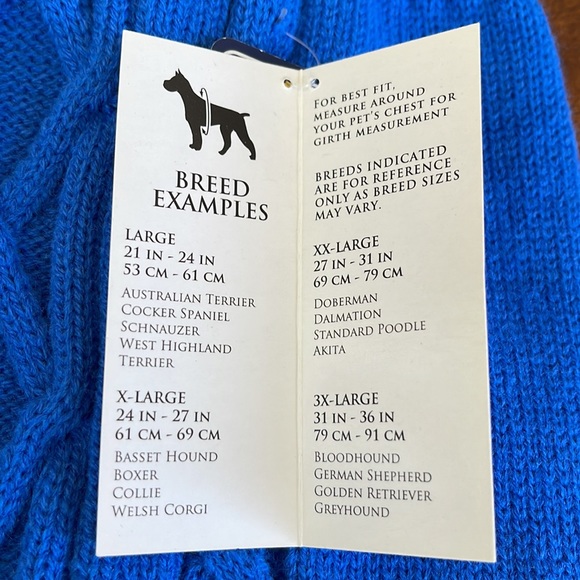 BREED
EXAMPLES
LARGE
21 IN - 24 IN
53 CM - 61 CM
AUSTRALIAN TERRIER
COCKER SPANIEL
SCHNAUZER
WEST HIGHLAND
TERRIER
X-LARGE
24 IN - 27 IN
61 CM - 69 CM
BASSET HOUND
BOXER
COLLIE
WELSH CORGI
FOR BEST FIT,
MEASURE AROUND
YOUR PET'S CHEST FOR
GIRTH MEASUREMENT
BREEDS INDICATED
ARE FOR REFERENCE
ONLY AS BREED SIZES
MAY VARY.
XX-LARGE
27 IN - 31 IN
69 CM - 79 CM
DOBERMAN
DALMATION
STANDARD POODLE
AKITA
3X-LARGE
31 IN - 36 IN
79 CM - 91 CM
BLOODHOUND
GERMAN SHEPHERD
GOLDEN RETRIEVER
GREYHOUND